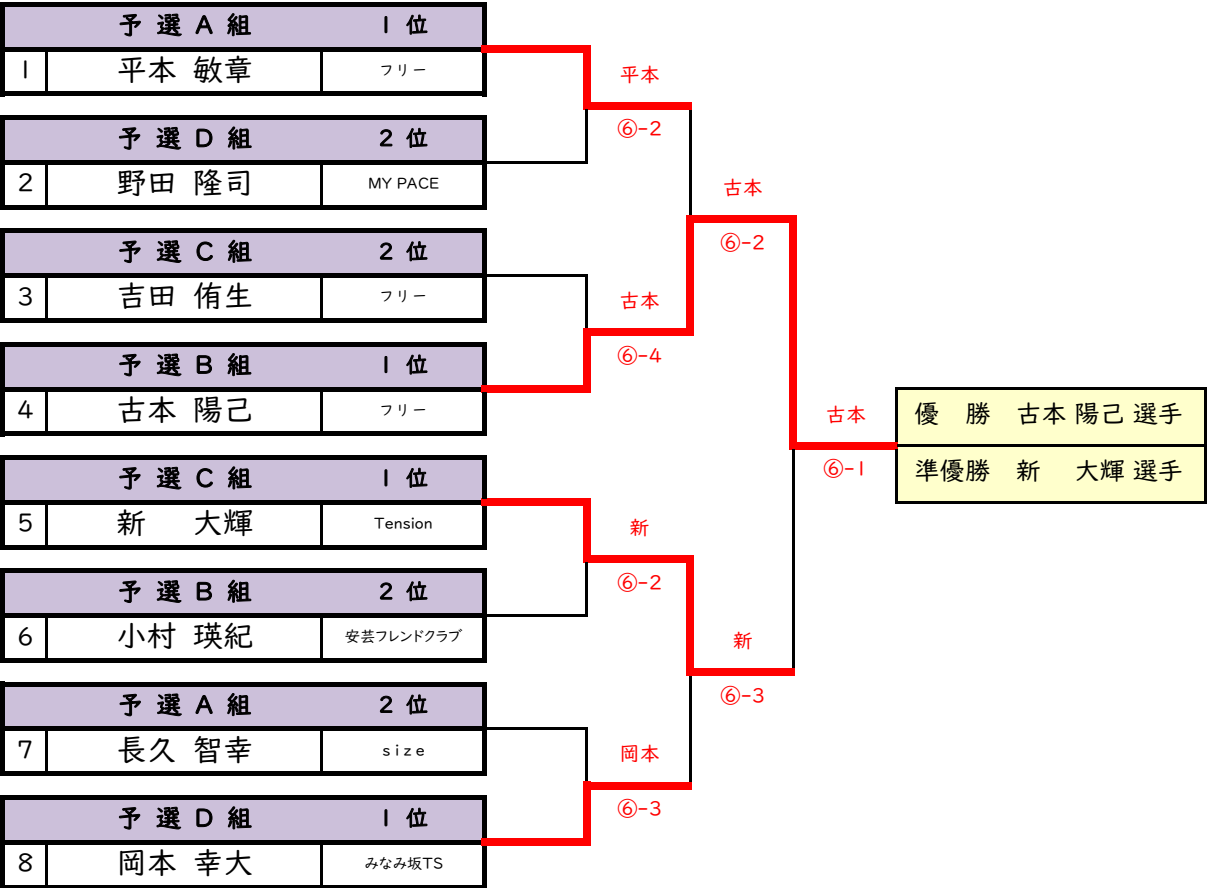 予 選 A 組 1 位
1 平本 敏章 フリー
平本
⑥-2
予 選 D 組 2 位
2 野田 隆司 MY PACE
古本
⑥-2
予 選 C 組 2 位
3 吉田 侑生 フリー
古本
⑥-4
予 選 B 組 1 位
4 古本 陽己 フリー
古本
⑥-1
優 勝 古本 陽己 選手
準優勝 新 大輝 選手
予 選 C 組 1 位
5 新 大輝 Tension
新
⑥-2
予 選 B 組 2 位
6 小村 瑛紀 安芸フレンドクラブ
新
⑥-3
予 選 A 組 2 位
7 長久 智幸 size
岡本
⑥-3
予 選 D 組 1 位
8 岡本 幸大 みなみ坂TS